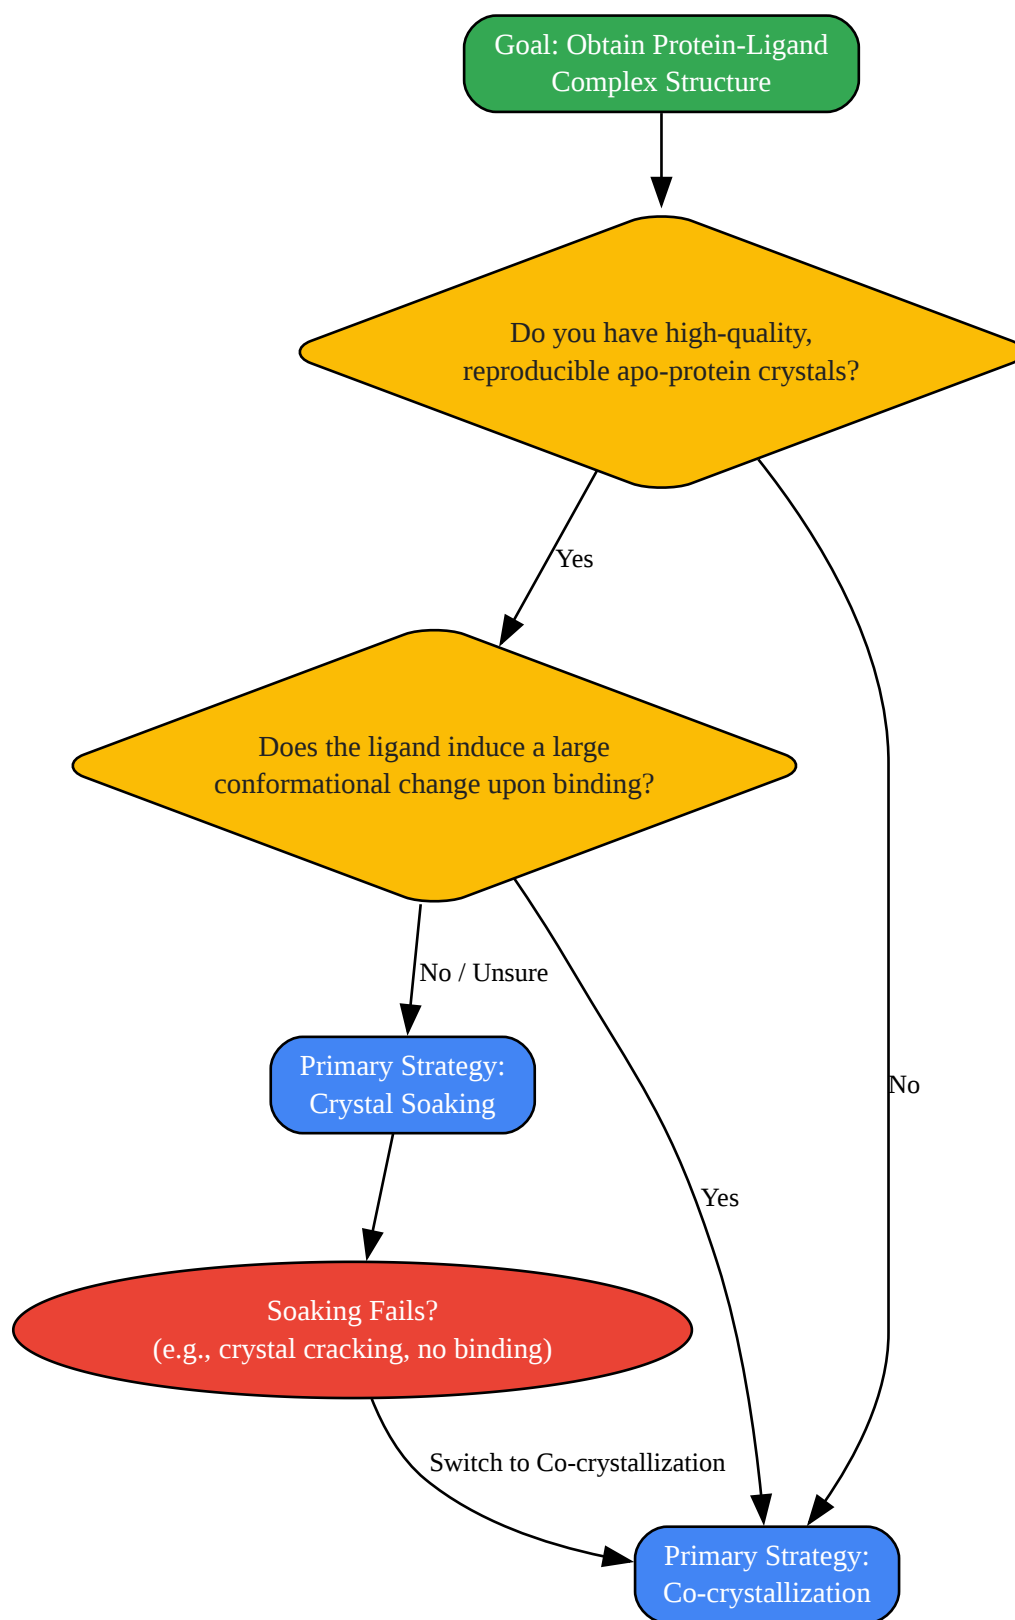 Goal: Obtain Protein-Ligand
Complex Structure
Do you have high-quality,
reproducible apo-protein crystals?
Yes
Does the ligand induce a large
conformational change upon binding?
No / Unsure
Primary Strategy:
Crystal Soaking
No
Yes
Soaking Fails?
(e.g., crystal cracking, no binding)
Switch to Co-crystallization
Primary Strategy:
Co-crystallization